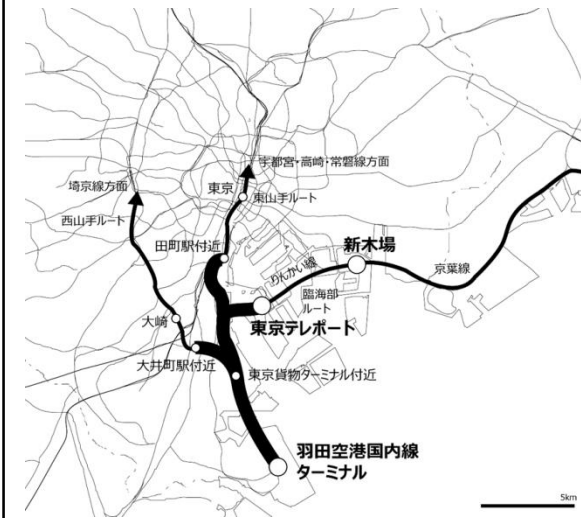 宇都宮・高崎・常磐線方面
埼京線方面
東京
東山手ルート
西山手ルート
田町駅付近
新木場
りんかい線
京葉線
臨海部
ルート
東京テレポート
大崎
大井町駅付近
東京貨物ターミナル付近
羽田空港国内線
ターミナル
5km